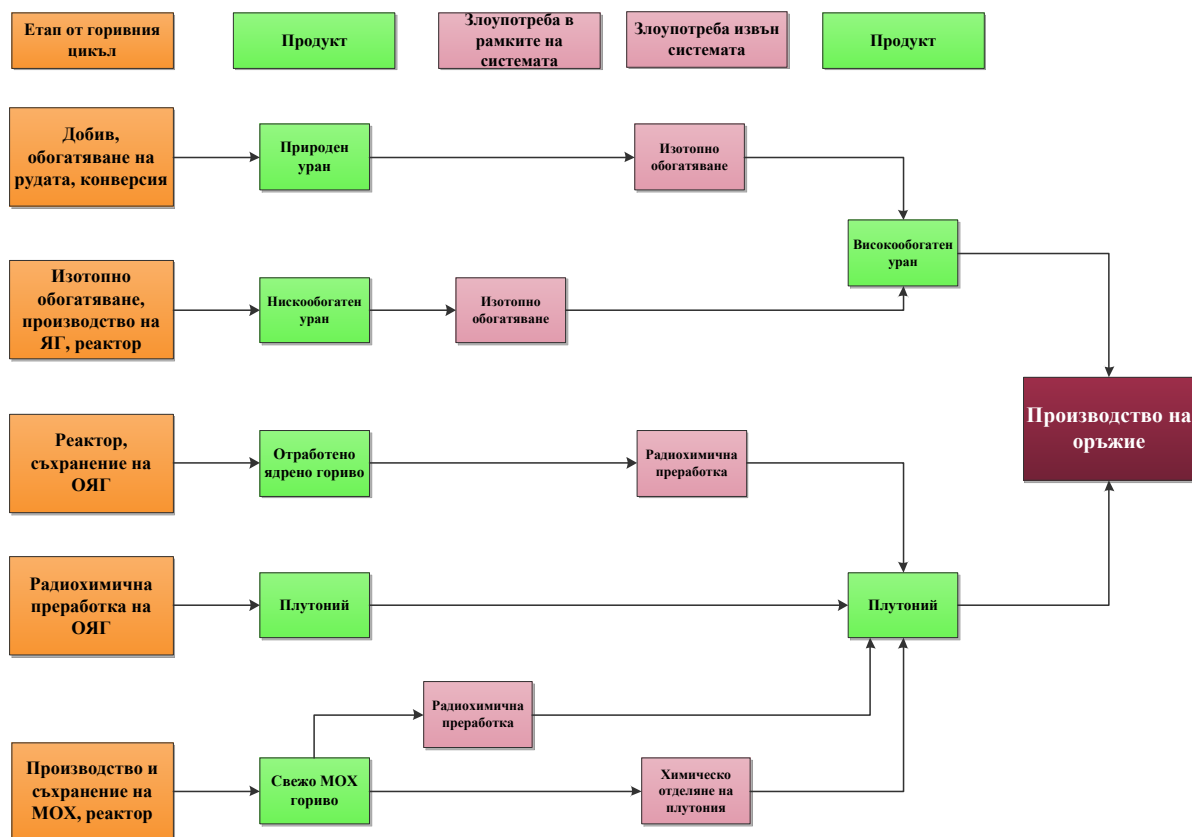 Етап от горивния
цикъл
Продукт
Злоупотреба в
рамките на
системата
Злоупотреба извън
системата
Продукт
Добив,
обогатяване на
рудата, конверсия
Природен
уран
Изотопно
обогатяване
Високообогатен
уран
Изотопно
обогатяване,
производство на
ЯГ, реактор
Нискообогатен
уран
Изотопно
обогатяване
Производство на
оръжие
Реактор,
съхранение на
ОЯГ
Отработено
ядрено гориво
Радиохимична
преработка
Радиохимична
преработка на
ОЯГ
Плутоний
Плутоний
Радиохимична
преработка
Производство и
съхранение на
МОХ, реактор
Свежо МОХ
гориво
Химическо
отделяне на
плутония